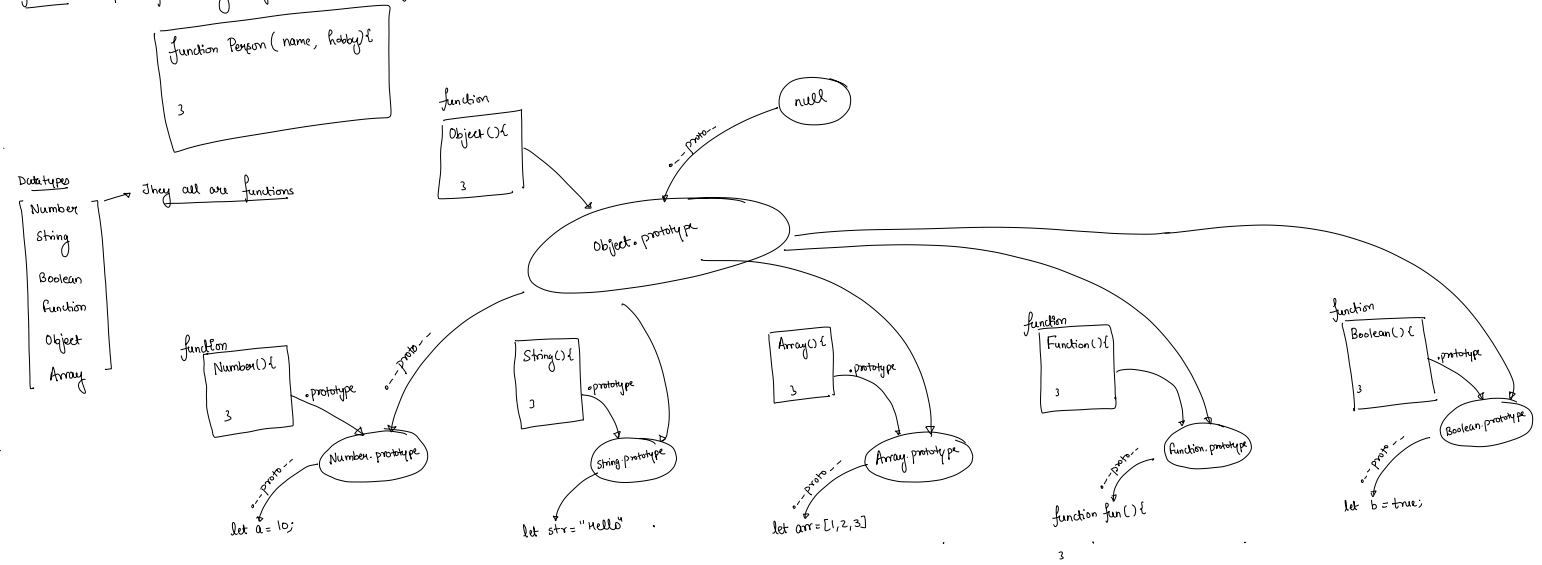 function Person( name, hobby){
}
function
Object(){
}
null
.__proto__
Datatypes
Number
String
Boolean
Function
Object
Array
They all are functions
Object.prototype
function
Number(){
}
.prototype
.__proto__
Number.prototype
.__proto__
let a = 10;
String(){
}
.prototype
String.prototype
let str = "Hello"
Array(){
}
.prototype
Array.prototype
.__proto__
let arr = [1,2,3]
function
Function(){
}
Function.prototype
.__proto__
function fun(){
}
function
Boolean(){
}
.prototype
Boolean.prototype
.__proto__
let b = true;